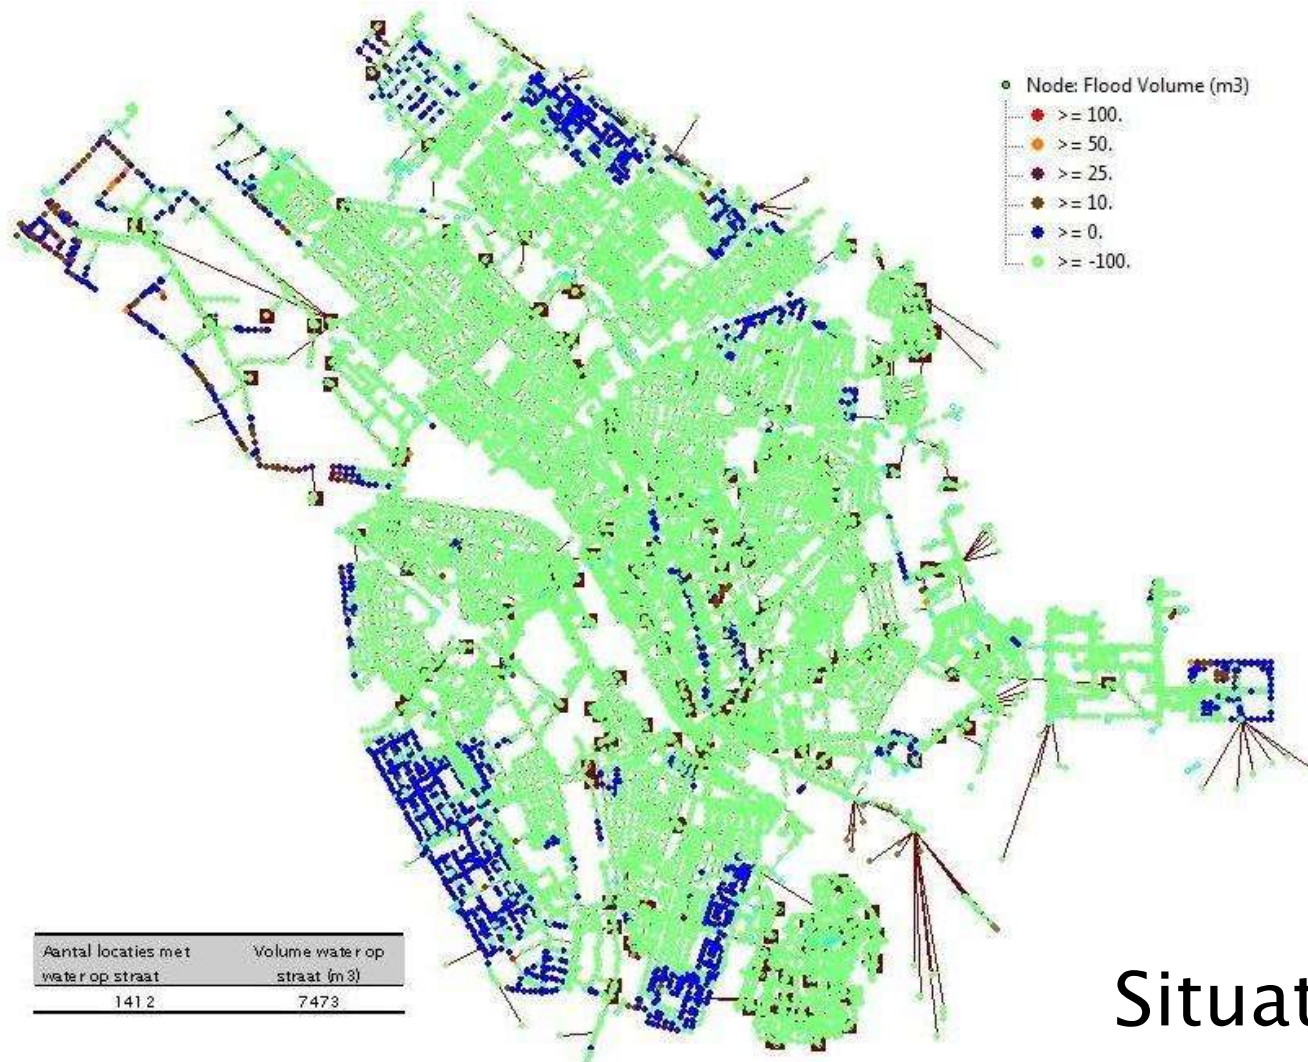 Node: Flood Volume (m3)
>= 100.
>= 50.
>= 25.
>= 10.
>= 0.
>= -100.
Aantal locaties met water op straat
Volume water op straat (m3)
1412
7473
Situat